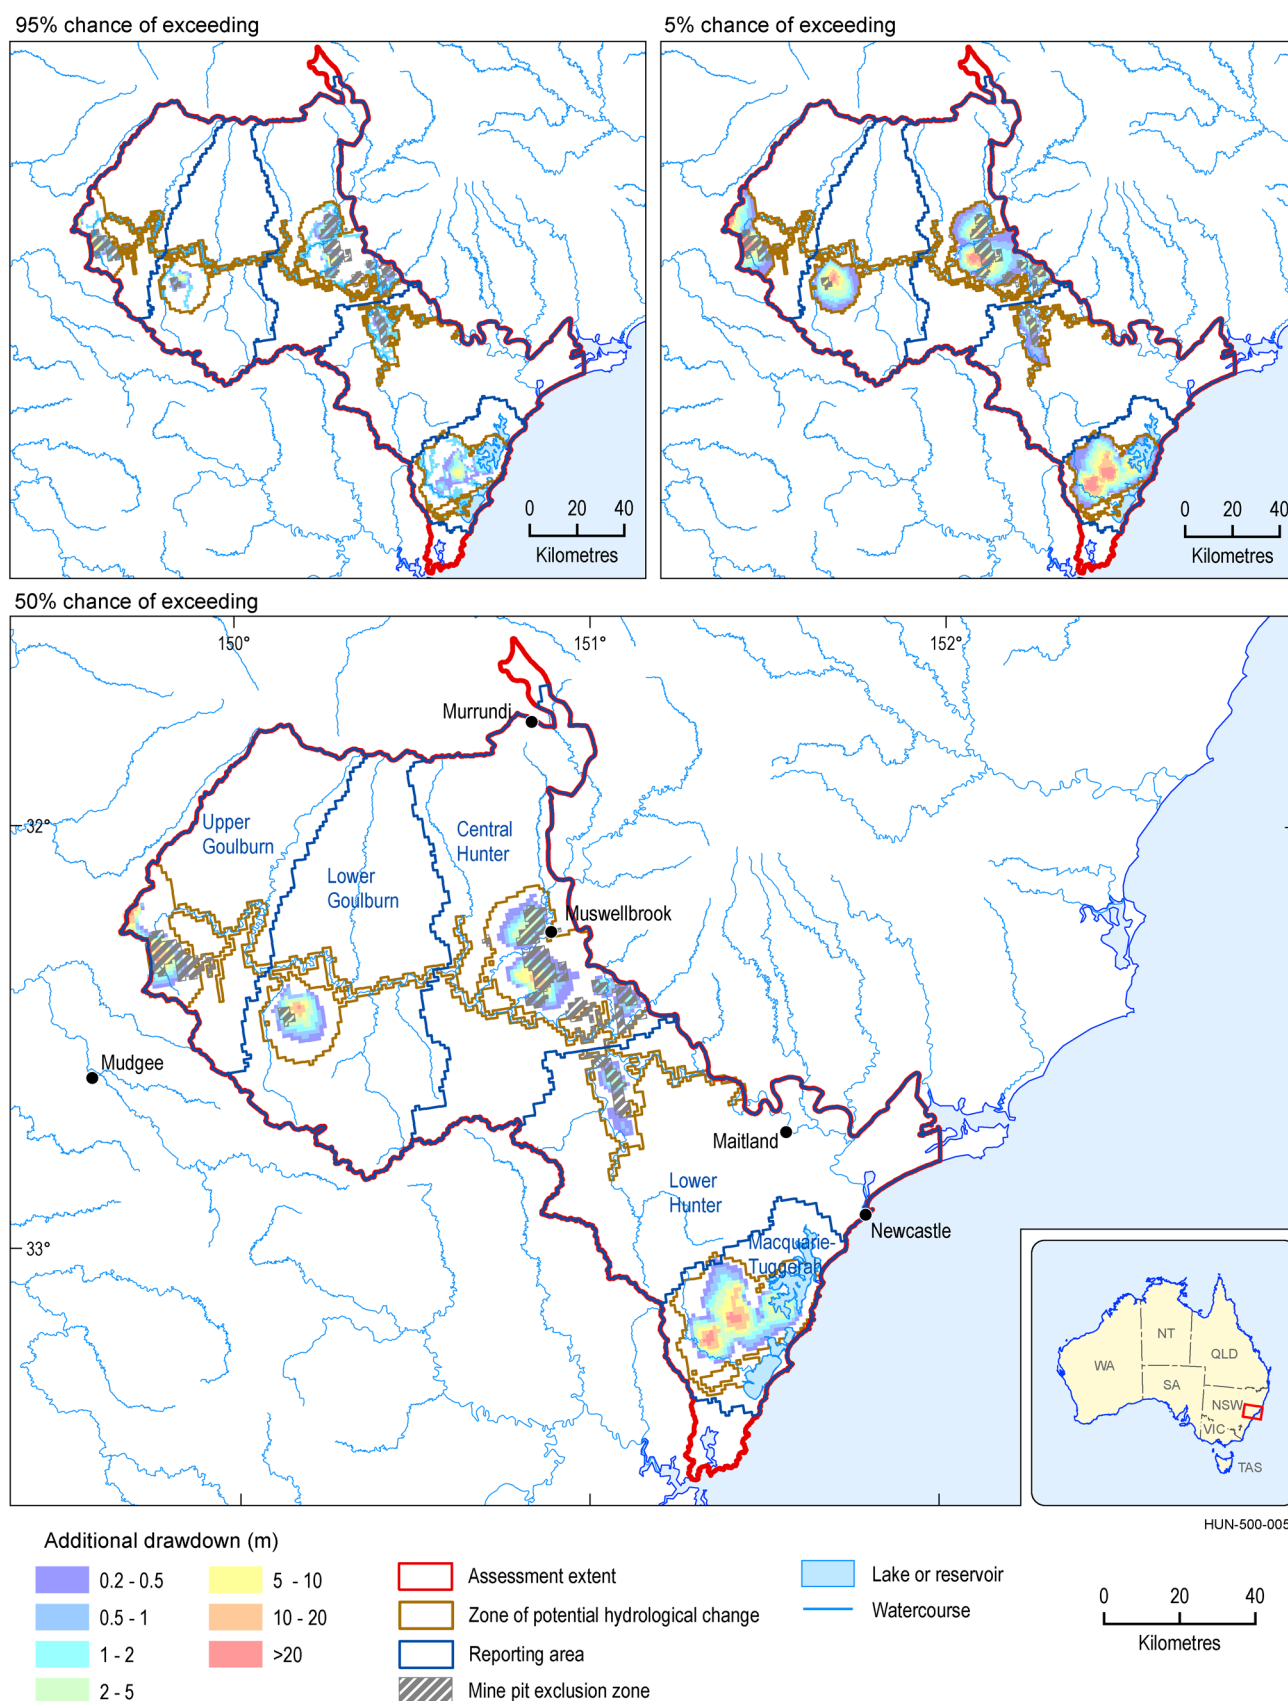 95% chance of exceeding
5% chance of exceeding
0 20 40
Kilometres
0 20 40
Kilometres
50% chance of exceeding
150°
151°
152°
Murrundi
32°
Upper
Goulburn
Central
Hunter
Lower
Goulburn
Muswellbrook
Mudgee
Maitland
Lower
Hunter
33°
Newcastle
Macquarie-
Tuggerah
NT
WA
QLD
SA
NSW
VIC
TAS
HUN-500-005
Additional drawdown (m)
0.2 - 0.5
0.5 - 1
1 - 2
2 - 5
5 - 10
10 - 20
>20
Assessment extent
Zone of potential hydrological change
Reporting area
Mine pit exclusion zone
Lake or reservoir
Watercourse
0 20 40
Kilometres